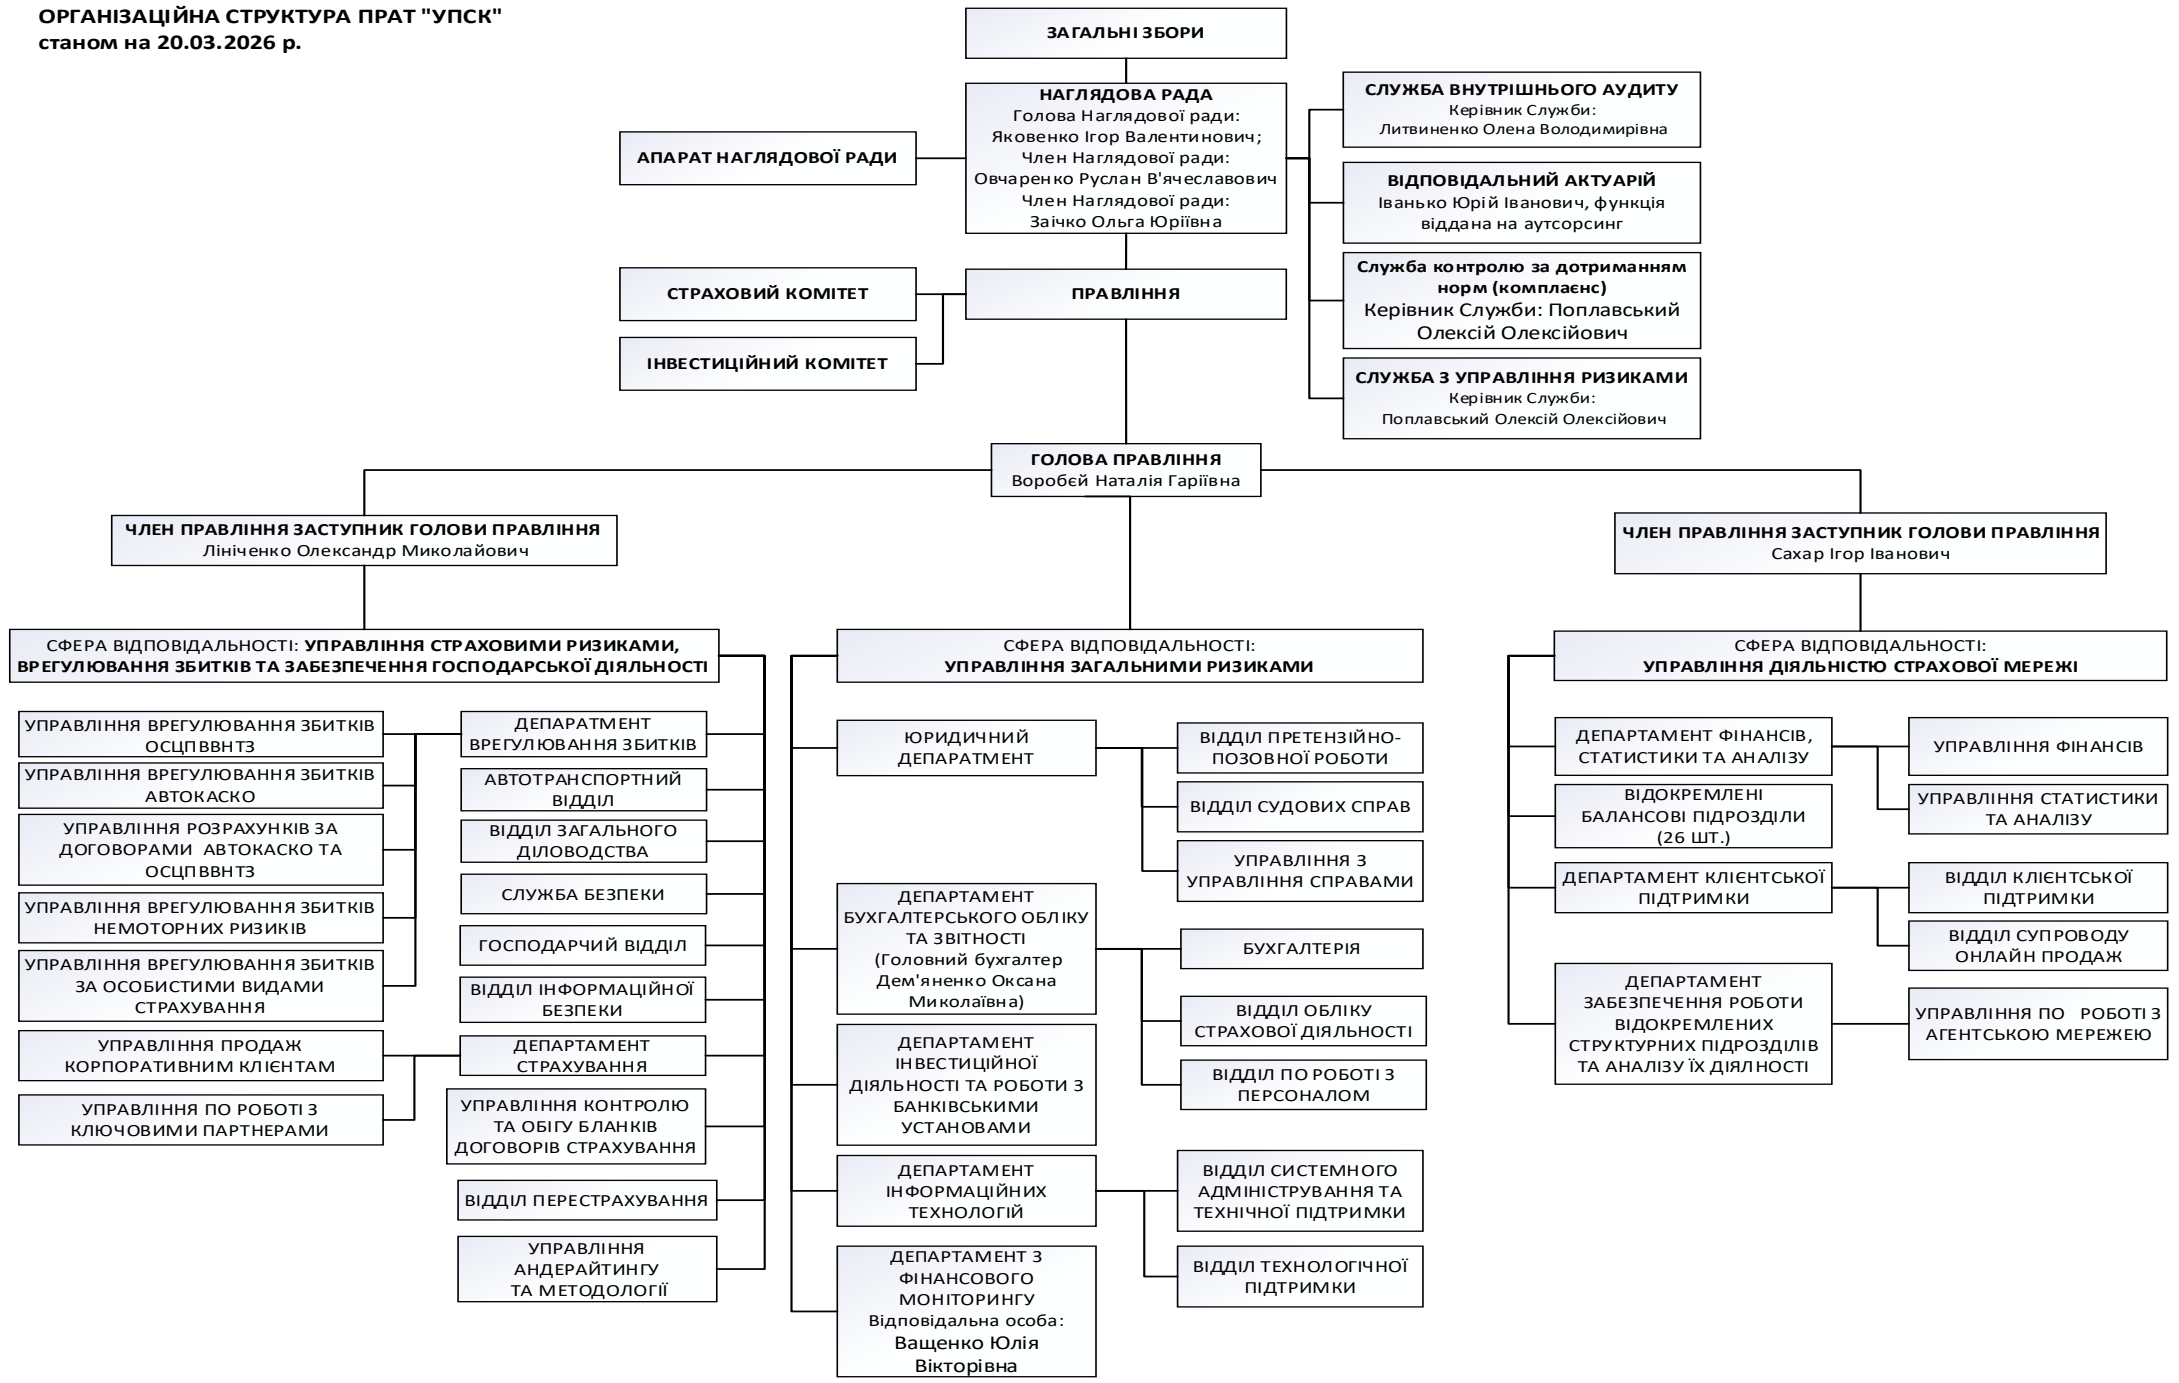 ОРГАНІЗАЦІЙНА СТРУКТУРА ПРАТ "УПСК"
станом на 20.03.2026 р.
ЗАГАЛЬНІ ЗБОРИ
НАГЛЯДОВА РАДА
Голова Наглядової ради:
Яковенко Ігор Валентинович;
Член Наглядової ради:
Овчаренко Руслан В'ячеславович
Член Наглядової ради:
Заічко Ольга Юріївна
АПАРАТ НАГЛЯДОВОЇ РАДИ
СЛУЖБА ВНУТРІШНЬОГО АУДИТУ
Керівник Служби:
Литвиненко Олена Володимирівна
ВІДПОВІДАЛЬНИЙ АКТУАРІЙ
Іванько Юрій Іванович, функція
віддана на аутсорсинг
Служба контролю за дотриманням
норм (комплаєнс)
Керівник Служби: Поплавський
Олексій Олексійович
СЛУЖБА З УПРАВЛІННЯ РИЗИКАМИ
Керівник Служби:
Поплавський Олексій Олексійович
СТРАХОВИЙ КОМІТЕТ
ПРАВЛІННЯ
ІНВЕСТИЦІЙНИЙ КОМІТЕТ
ГОЛОВА ПРАВЛІННЯ
Воробєй Наталія Гаріївна
ЧЛЕН ПРАВЛІННЯ ЗАСТУПНИК ГОЛОВИ ПРАВЛІННЯ
Лініченко Олександр Миколайович
ЧЛЕН ПРАВЛІННЯ ЗАСТУПНИК ГОЛОВИ ПРАВЛІННЯ
Сахар Ігор Іванович
СФЕРА ВІДПОВІДАЛЬНОСТІ: УПРАВЛІННЯ СТРАХОВИМИ РИЗИКАМИ,
ВРЕГУЛЮВАННЯ ЗБИТКІВ ТА ЗАБЕЗПЕЧЕННЯ ГОСПОДАРСЬКОЇ ДІЯЛЬНОСТІ
УПРАВЛІННЯ ВРЕГУЛЮВАННЯ ЗБИТКІВ
ОСЦПВВНТЗ
УПРАВЛІННЯ ВРЕГУЛЮВАННЯ ЗБИТКІВ
АВТОКАСКО
УПРАВЛІННЯ РОЗРАХУНКІВ ЗА
ДОГОВОРАМИ АВТОКАСКО ТА
ОСЦПВВНТЗ
УПРАВЛІННЯ ВРЕГУЛЮВАННЯ ЗБИТКІВ
НЕМОТОРНИХ РИЗИКІВ
УПРАВЛІННЯ ВРЕГУЛЮВАННЯ ЗБИТКІВ
ЗА ОСОБИСТИМИ ВИДАМИ
СТРАХУВАННЯ
УПРАВЛІННЯ ПРОДАЖ
КОРПОРАТИВНИМ КЛІЄНТАМ
УПРАВЛІННЯ ПО РОБОТІ З
КЛЮЧОВИМИ ПАРТНЕРАМИ
ДЕПАРАТМЕНТ
ВРЕГУЛЮВАННЯ ЗБИТКІВ
АВТОТРАНСПОРТНИЙ
ВІДДІЛ
ВІДДІЛ ЗАГАЛЬНОГО
ДІЛОВОДСТВА
СЛУЖБА БЕЗПЕКИ
ГОСПОДАРЧИЙ ВІДДІЛ
ВІДДІЛ ІНФОРМАЦІЙНОЇ
БЕЗПЕКИ
ДЕПАРТАМЕНТ
СТРАХУВАННЯ
УПРАВЛІННЯ КОНТРОЛЮ
ТА ОБІГУ БЛАНКІВ
ДОГОВОРІВ СТРАХУВАННЯ
ВІДДІЛ ПЕРЕСТРАХУВАННЯ
УПРАВЛІННЯ
АНДЕРАЙТИНГУ
ТА МЕТОДОЛОГІЇ
СФЕРА ВІДПОВІДАЛЬНОСТІ:
УПРАВЛІННЯ ЗАГАЛЬНИМИ РИЗИКАМИ
ЮРИДИЧНИЙ
ДЕПАРАТМЕНТ
ДЕПАРТАМЕНТ
БУХГАЛТЕРСЬКОГО ОБЛІКУ
ТА ЗВІТНОСТІ
(Головний бухгалтер
Дем'яненко Оксана
Миколаївна)
ДЕПАРТАМЕНТ
ІНВЕСТИЦІЙНОЇ
ДІЯЛЬНОСТІ ТА РОБОТИ З
БАНКІВСЬКИМИ
УСТАНОВАМИ
ДЕПАРТАМЕНТ
ІНФОРМАЦІЙНИХ
ТЕХНОЛОГІЙ
ДЕПАРТАМЕНТ З
ФІНАНСОВОГО
МОНІТОРИНГУ
Відповідальна особа:
Ващенко Юлія
Вікторівна
ВІДДІЛ ПРЕТЕНЗІЙНО-
ПОЗОВНОЇ РОБОТИ
ВІДДІЛ СУДОВИХ СПРАВ
УПРАВЛІННЯ З
УПРАВЛІННЯ СПРАВАМИ
БУХГАЛТЕРІЯ
ВІДДІЛ ОБЛІКУ
СТРАХОВОЇ ДІЯЛЬНОСТІ
ВІДДІЛ ПО РОБОТІ З
ПЕРСОНАЛОМ
ВІДДІЛ СИСТЕМНОГО
АДМІНІСТРУВАННЯ ТА
ТЕХНІЧНОЇ ПІДТРИМКИ
ВІДДІЛ ТЕХНОЛОГІЧНОЇ
ПІДТРИМКИ
СФЕРА ВІДПОВІДАЛЬНОСТІ:
УПРАВЛІННЯ ДІЯЛЬНІСТЮ СТРАХОВОЇ МЕРЕЖІ
ДЕПАРТАМЕНТ ФІНАНСІВ,
СТАТИСТИКИ ТА АНАЛІЗУ
ВІДОКРЕМЛЕНІ
БАЛАНСОВІ ПІДРОЗДІЛИ
(26 ШТ.)
ДЕПАРТАМЕНТ КЛІЄНТСЬКОЇ
ПІДТРИМКИ
ДЕПАРТАМЕНТ
ЗАБЕЗПЕЧЕННЯ РОБОТИ
ВІДОКРЕМЛЕНИХ
СТРУКТУРНИХ ПІДРОЗДІЛІВ
ТА АНАЛІЗУ ЇХ ДІЯЛНОСТІ
УПРАВЛІННЯ ФІНАНСІВ
УПРАВЛІННЯ СТАТИСТИКИ
ТА АНАЛІЗУ
ВІДДІЛ КЛІЄНТСЬКОЇ
ПІДТРИМКИ
ВІДДІЛ СУПРОВОДУ
ОНЛАЙН ПРОДАЖ
УПРАВЛІННЯ ПО РОБОТІ З
АГЕНТСЬКОЮ МЕРЕЖЕЮ